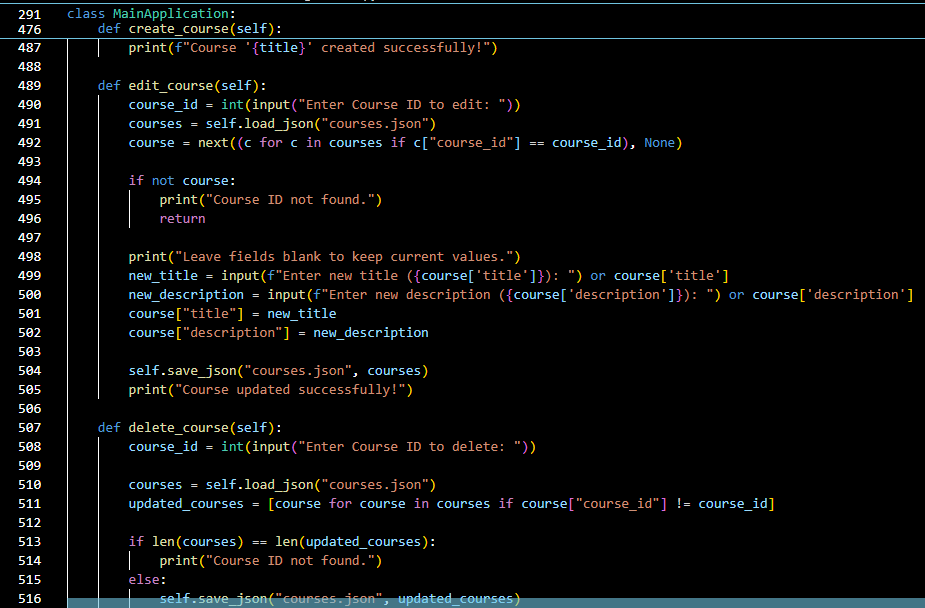 291 class MainApplication:
476     def create_course(self):
487         print(f"Course '{title}' created successfully!")
488
489     def edit_course(self):
490         course_id = int(input("Enter Course ID to edit: "))
491         courses = self.load_json("courses.json")
492         course = next((c for c in courses if c["course_id"] == course_id), None)
493
494         if not course:
495             print("Course ID not found.")
496             return
497
498         print("Leave fields blank to keep current values.")
499         new_title = input(f"Enter new title ({course['title']}): ") or course['title']
500         new_description = input(f"Enter new description ({course['description']}): ") or course['description']
501         course["title"] = new_title
502         course["description"] = new_description
503
504         self.save_json("courses.json", courses)
505         print("Course updated successfully!")
506
507     def delete_course(self):
508         course_id = int(input("Enter Course ID to delete: "))
509
510         courses = self.load_json("courses.json")
511         updated_courses = [course for course in courses if course["course_id"] != course_id]
512
513         if len(courses) == len(updated_courses):
514             print("Course ID not found.")
515         else:
516             self.save_json("courses.json", updated_courses)